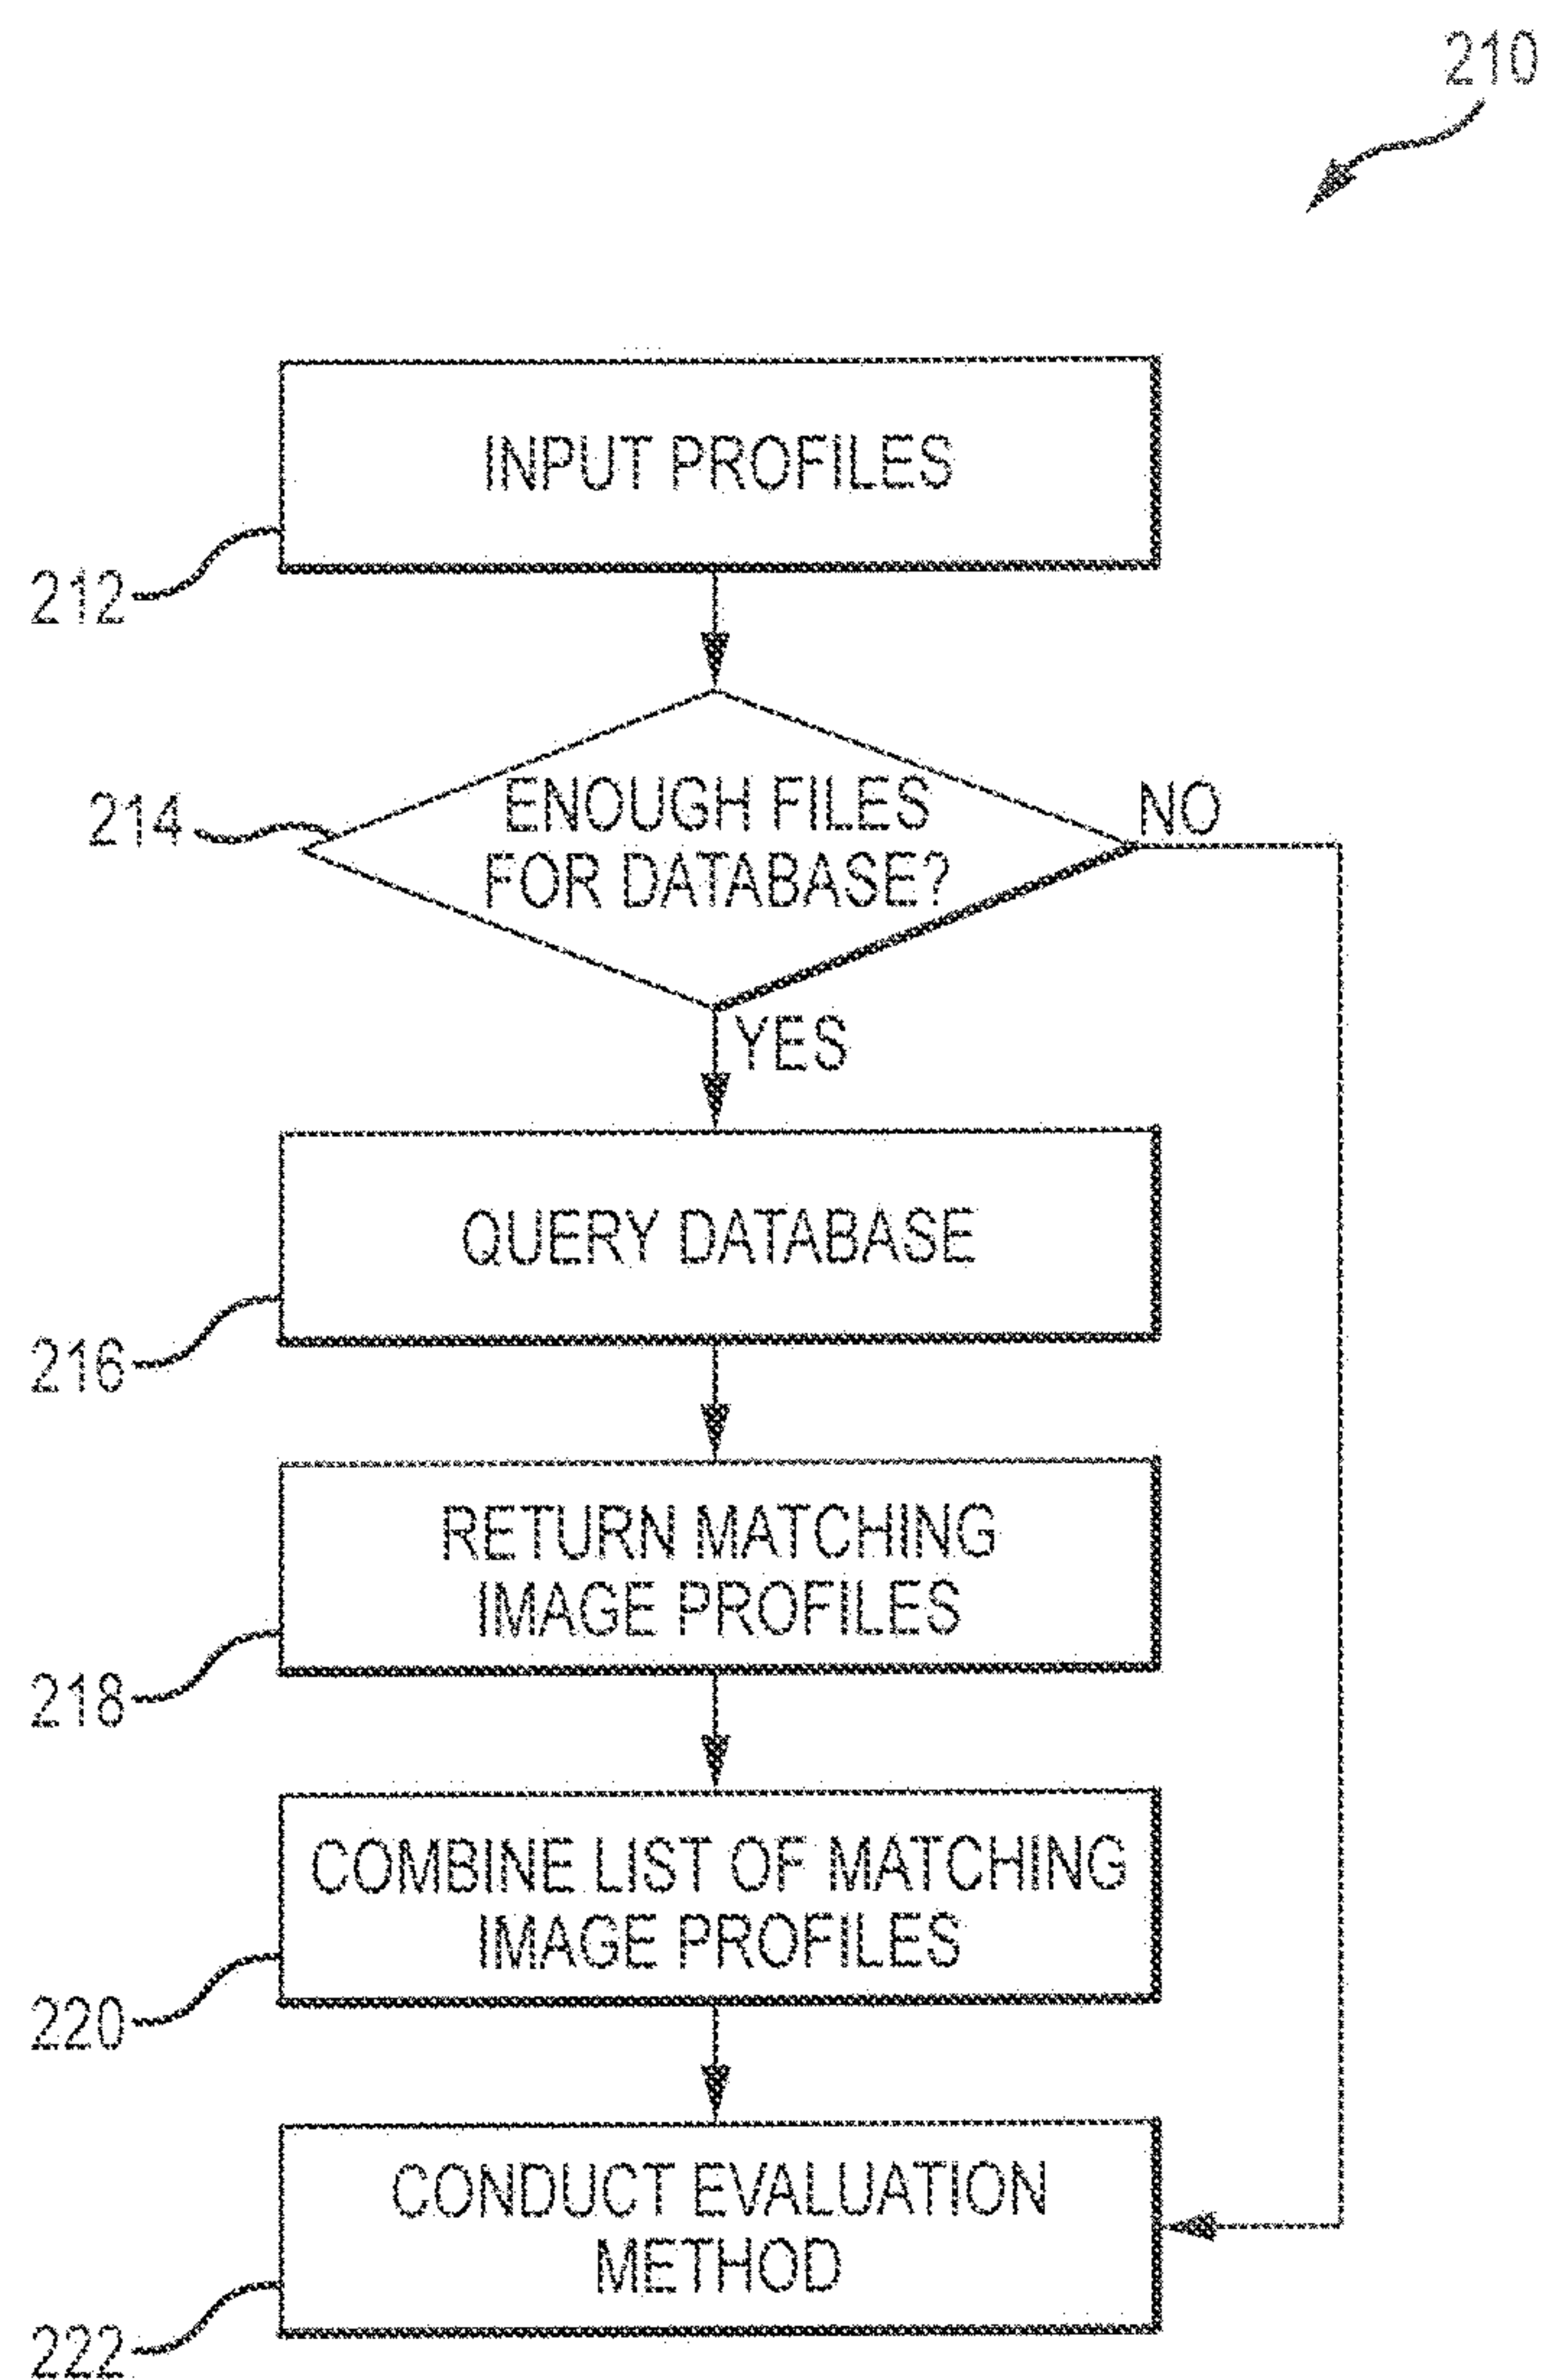 210
INPUT PROFILES
212
ENOUGH FILES
FOR DATABASE?
214
NO
YES
QUERY DATABASE
216
RETURN MATCHING
IMAGE PROFILES
218
COMBINE LIST OF MATCHING
IMAGE PROFILES
220
CONDUCT EVALUATION
METHOD
222